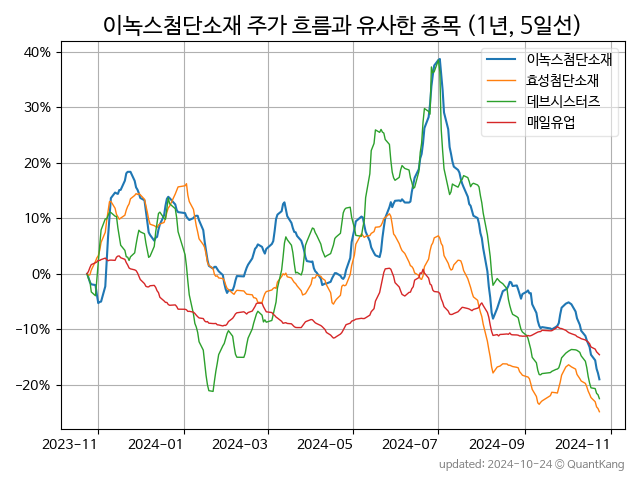 이녹스첨단소재 주가 흐름과 유사한 종목 (1년, 5일선)
40%
30%
20%
10%
0%
−10%
−20%
이녹스첨단소재
효성첨단소재
데브시스터즈
매일유업
2023−11
2024−01
2024−03
2024−05
2024−07
2024−09
2024−11
updated: 2024-10-24 © QuantKang